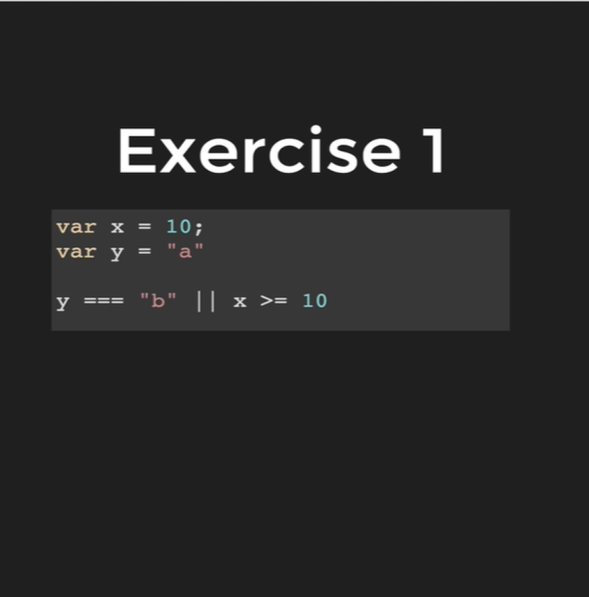 Exercise 1
var x = 10;
var y = "a"
y === "b" || x >= 10